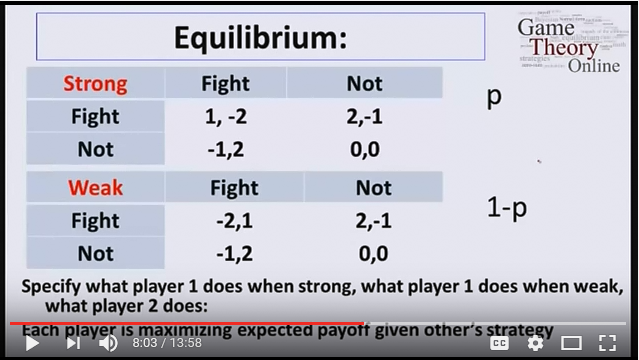 Equilibrium:
Game
Theory
Online
Strong Fight Not
Fight 1, -2 2,-1
Not -1,2 0,0
p
Weak Fight Not
Fight -2,1 2,-1
Not -1,2 0,0
1-p
Specify what player 1 does when strong, what player 1 does when weak,
what player 2 does:
Each player is maximizing expected payoff given other's strategy
8:03 / 13:58
CC